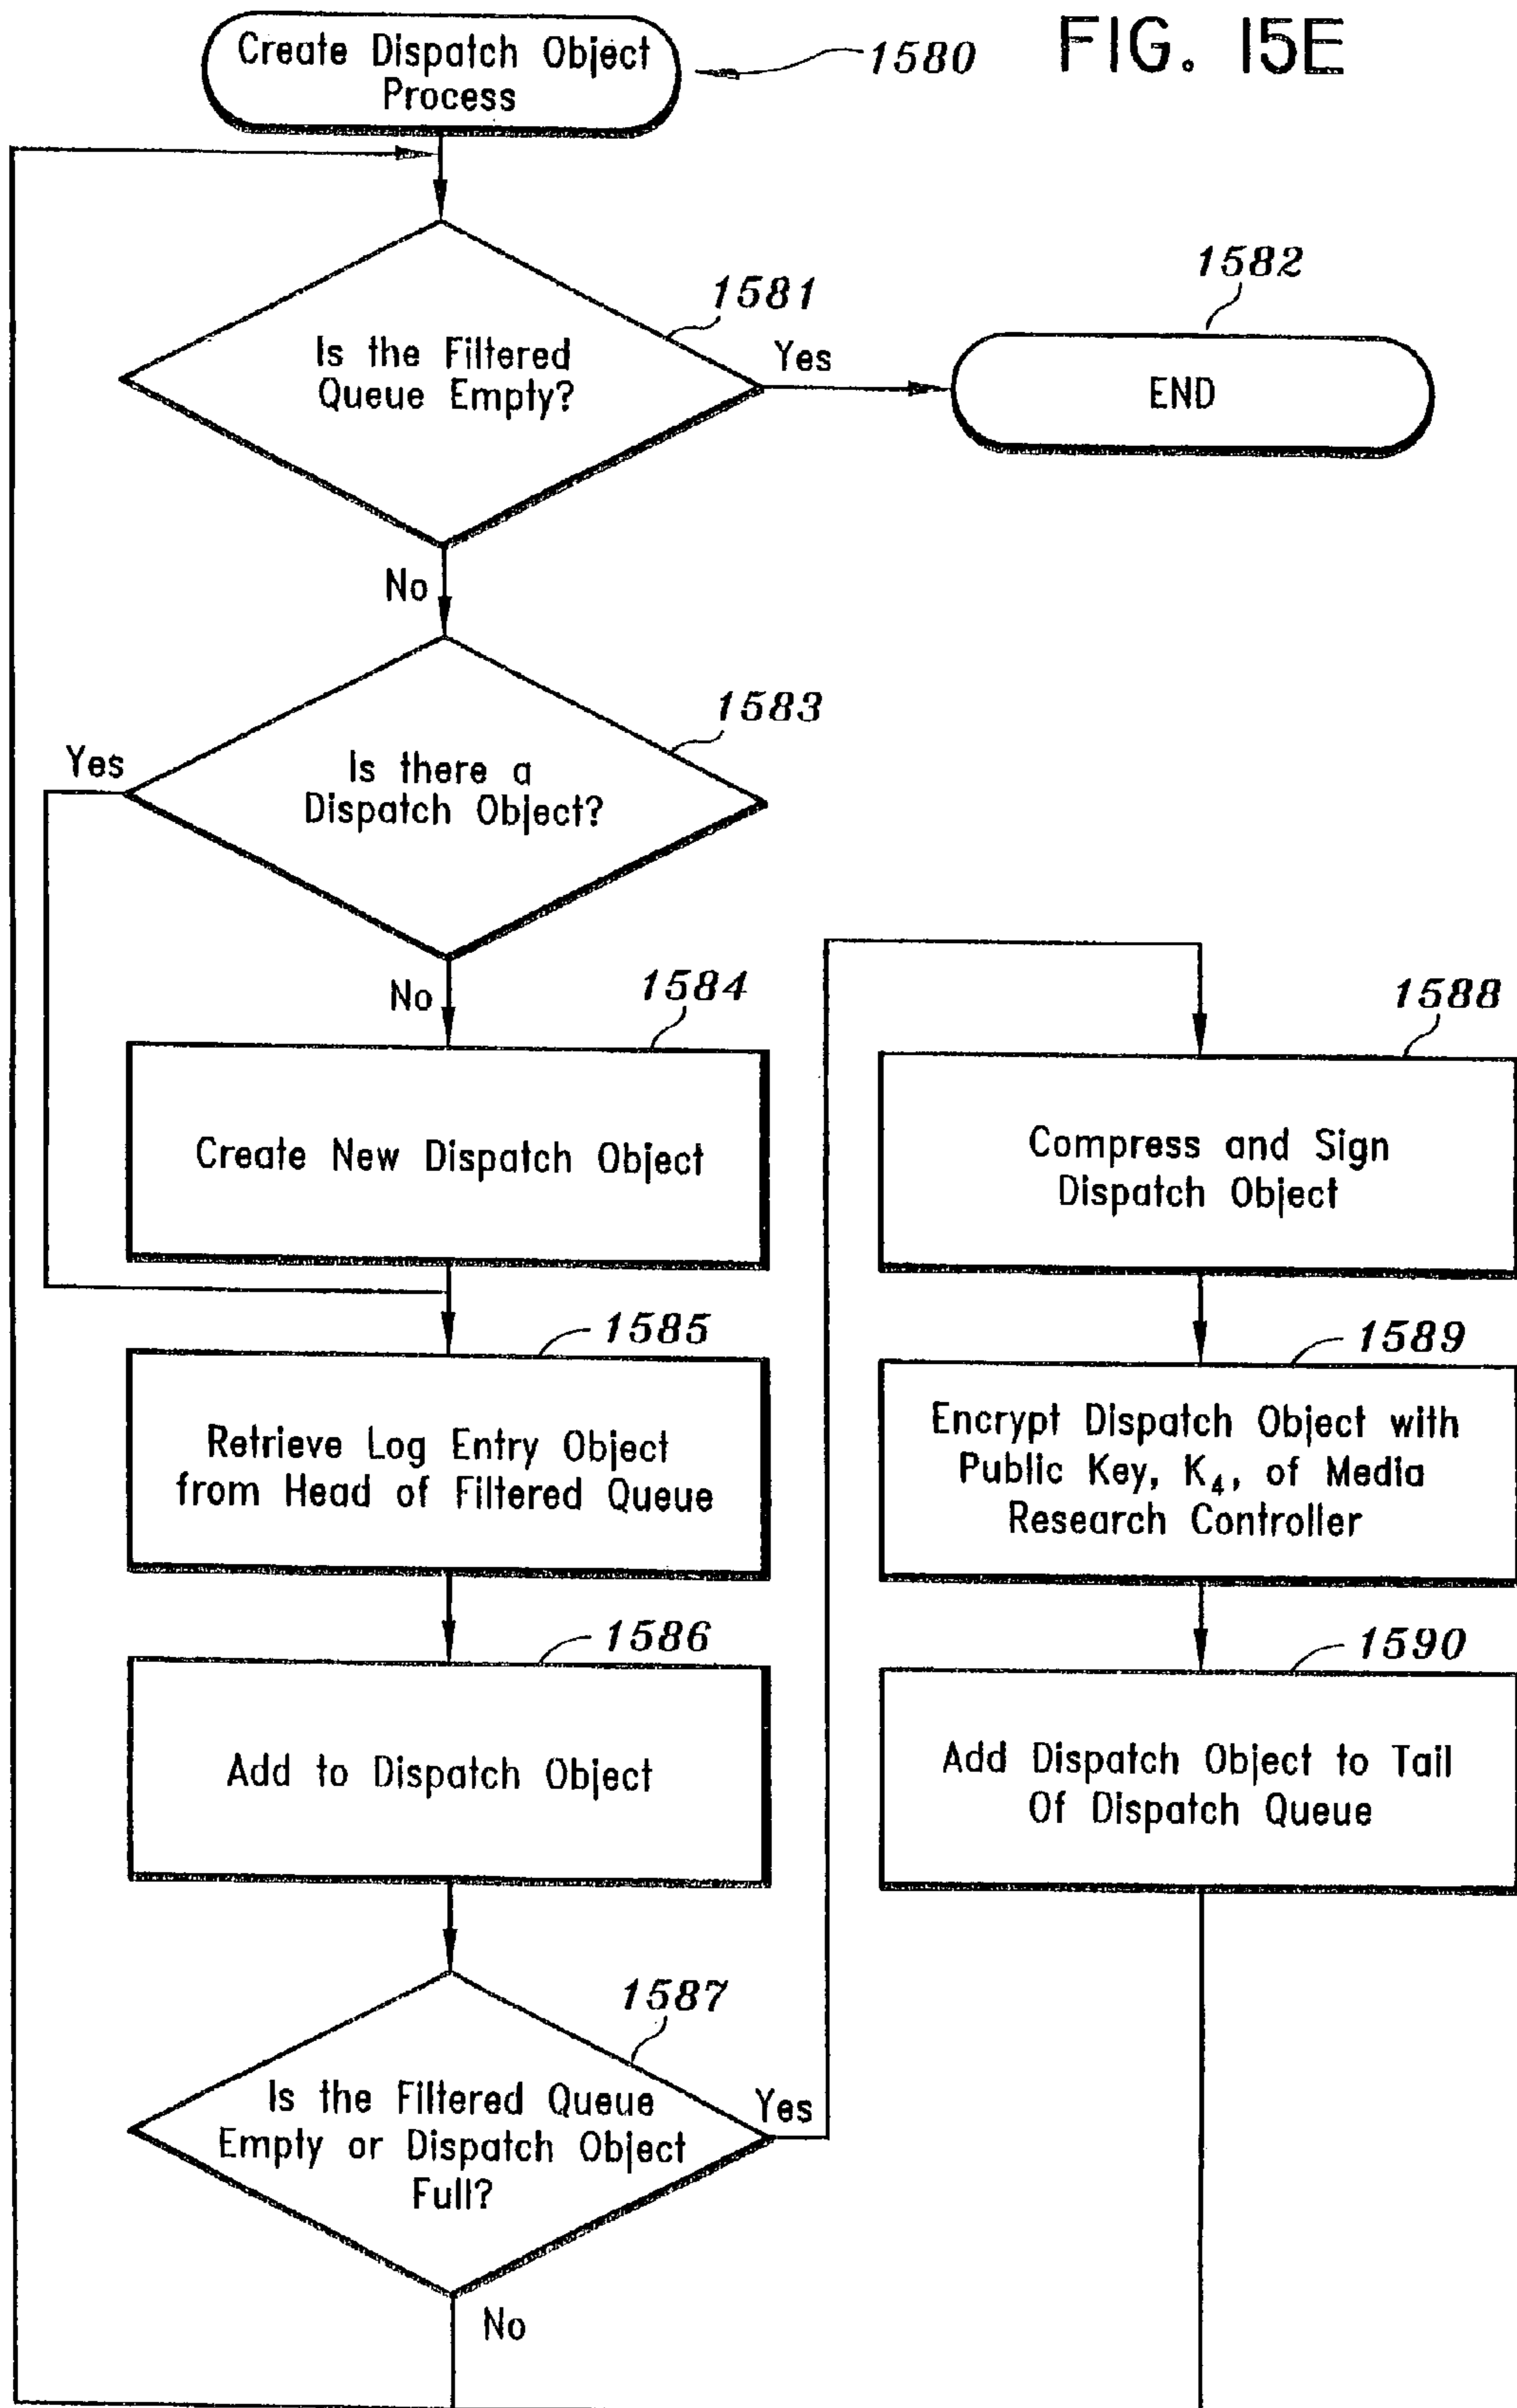 Create Dispatch Object
Process
1580
FIG. 15E
1581
Is the Filtered
Queue Empty?
Yes
1582
END
No
1583
Is there a
Dispatch Object?
Yes
No
1584
Create New Dispatch Object
1585
Retrieve Log Entry Object
from Head of Filtered Queue
1586
Add to Dispatch Object
1587
Is the Filtered Queue
Empty or Dispatch Object
Full?
Yes
No
1588
Compress and Sign
Dispatch Object
1589
Encrypt Dispatch Object with
Public Key, K₄, of Media
Research Controller
1590
Add Dispatch Object to Tail
Of Dispatch Queue